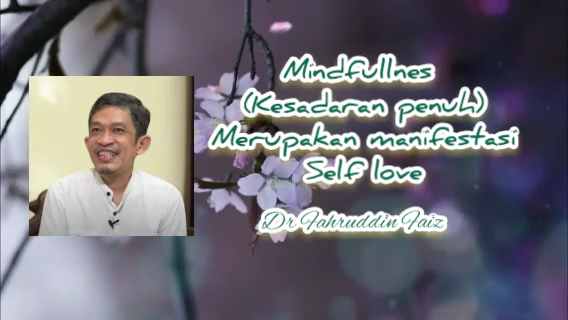 Mindfullnes
(Kesadaran penuh)
Merupakan manifestasi
Self love
Dr Fahruddin Faiz